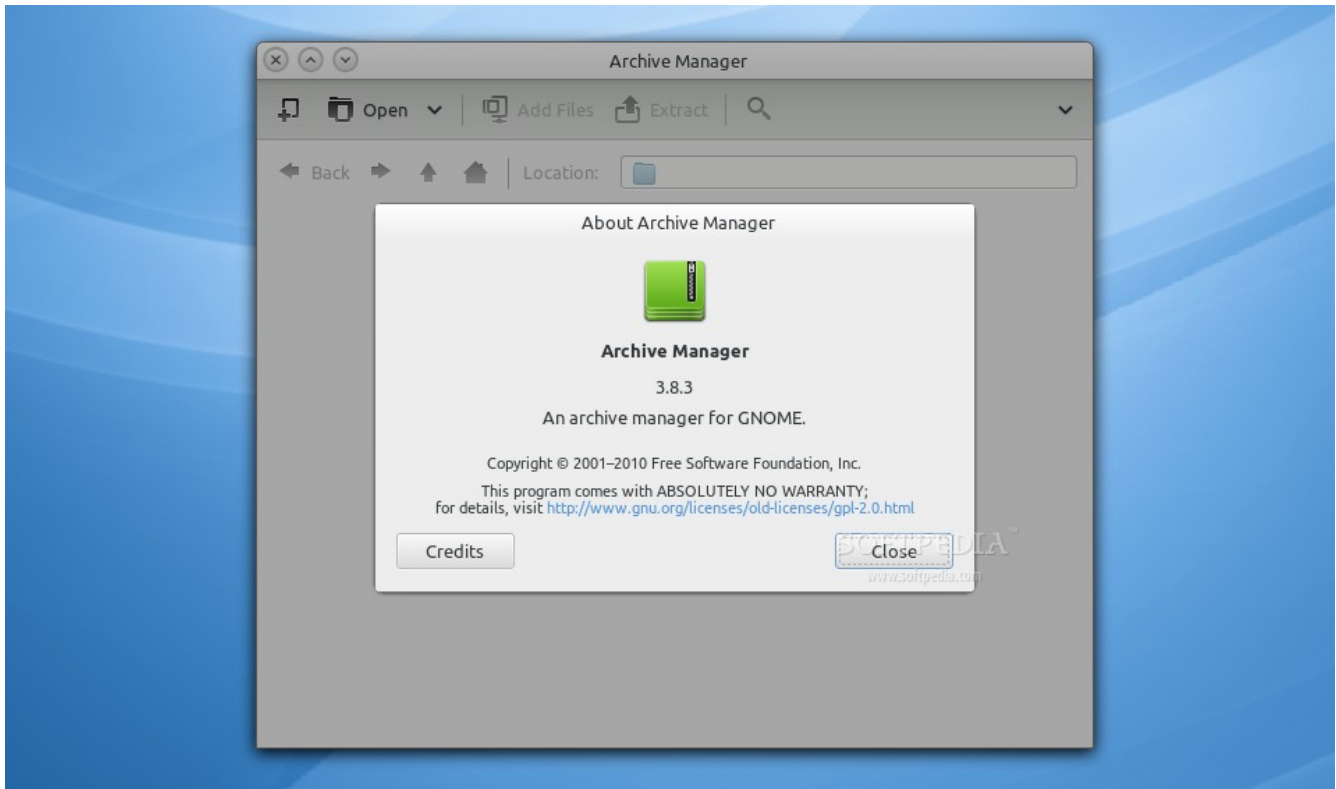 Archive Manager
Open
Add Files
Extract
Back
Location:
About Archive Manager
Archive Manager
3.8.3
An archive manager for GNOME.
Copyright © 2001–2010 Free Software Foundation, Inc.
This program comes with ABSOLUTELY NO WARRANTY;
for details, visit http://www.gnu.org/licenses/old-licenses/gpl-2.0.html
Credits
Close
SOFTPEDIA™
www.softpedia.com